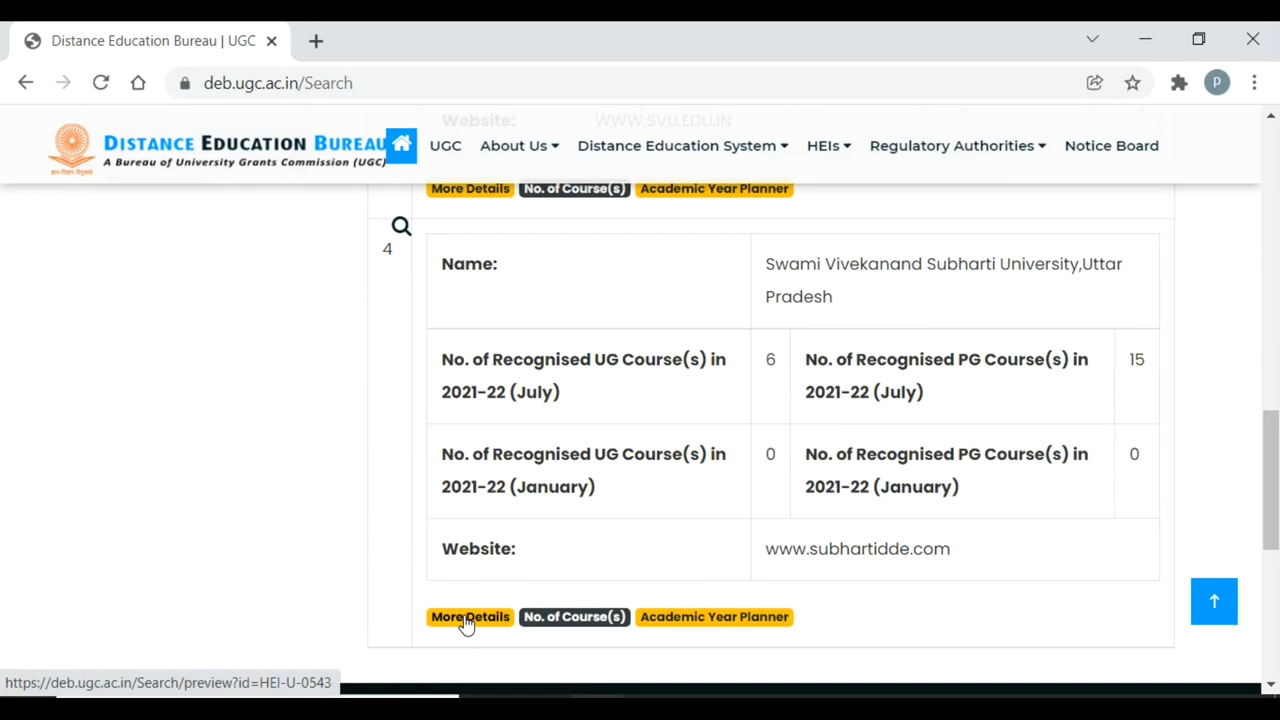 Distance Education Bureau | UGC
deb.ugc.ac.in/Search
p
Website: WWW.SVU.EDU.IN
DISTANCE EDUCATION BUREAU
A Bureau of University Grants Commission (UGC)
UGC About Us Distance Education System HEIs Regulatory Authorities Notice Board
More Details No. of Course(s) Academic Year Planner
4
Name: Swami Vivekanand Subharti University,Uttar
Pradesh
No. of Recognised UG Course(s) in 6 No. of Recognised PG Course(s) in 15
2021-22 (July) 2021-22 (July)
No. of Recognised UG Course(s) in 0 No. of Recognised PG Course(s) in 0
2021-22 (January) 2021-22 (January)
Website: www.subhartidde.com
More Details No. of Course(s) Academic Year Planner
https://deb.ugc.ac.in/Search/preview?id=HEI-U-0543